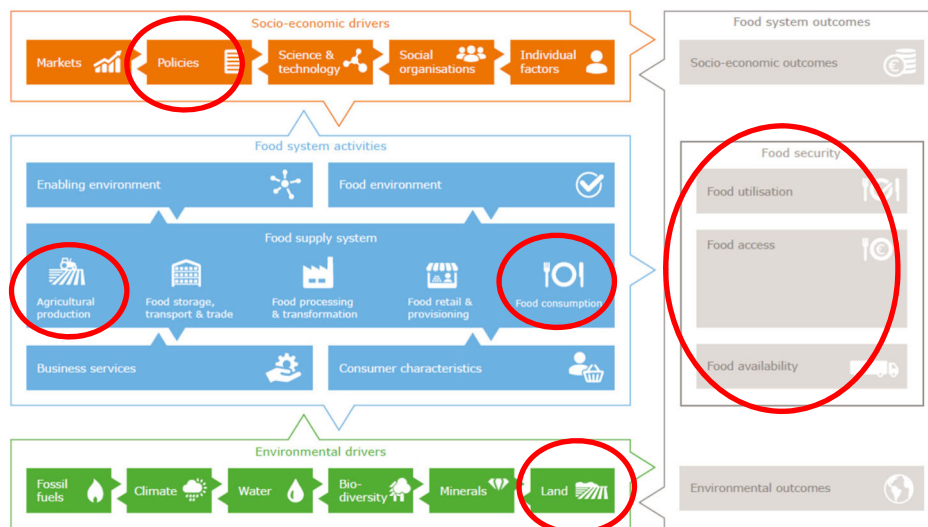 Socio-economic drivers
Markets
Policies
Science &
technology
Social
organisations
Individual
factors
Food system outcomes
Socio-economic outcomes
Food system activities
Enabling environment
Food environment
Food supply system
Agricultural
production
Food storage,
transport & trade
Food processing
& transformation
Food retail &
provisioning
Food consumption
Business services
Consumer characteristics
Food security
Food utilisation
Food access
Food availability
Environmental drivers
Fossil
fuels
Climate
Water
Bio-
diversity
Minerals
Land
Environmental outcomes